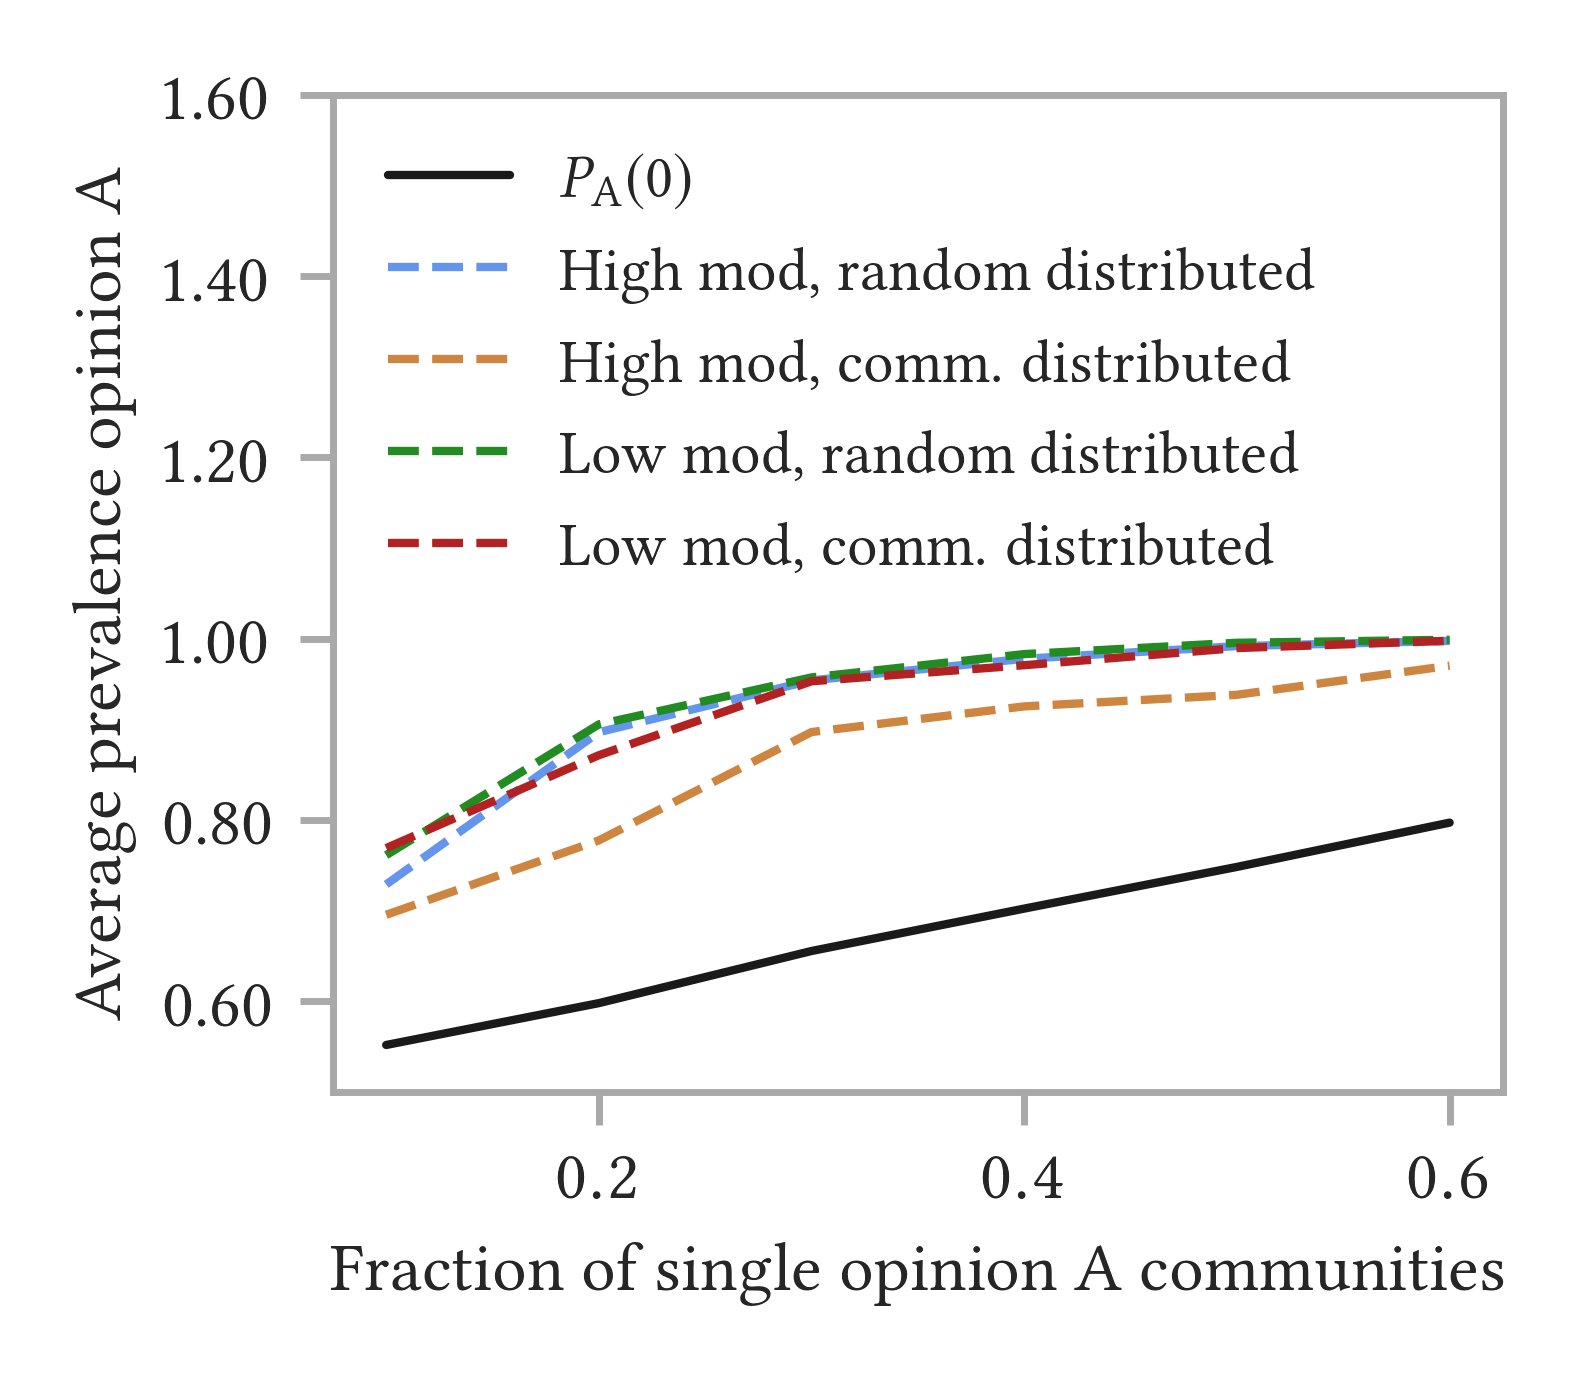 1.60
1.40
1.20
1.00
0.80
0.60
Average prevalence opinion A
P_A(0)
High mod, random distributed
High mod, comm. distributed
Low mod, random distributed
Low mod, comm. distributed
0.2 0.4 0.6
Fraction of single opinion A communities